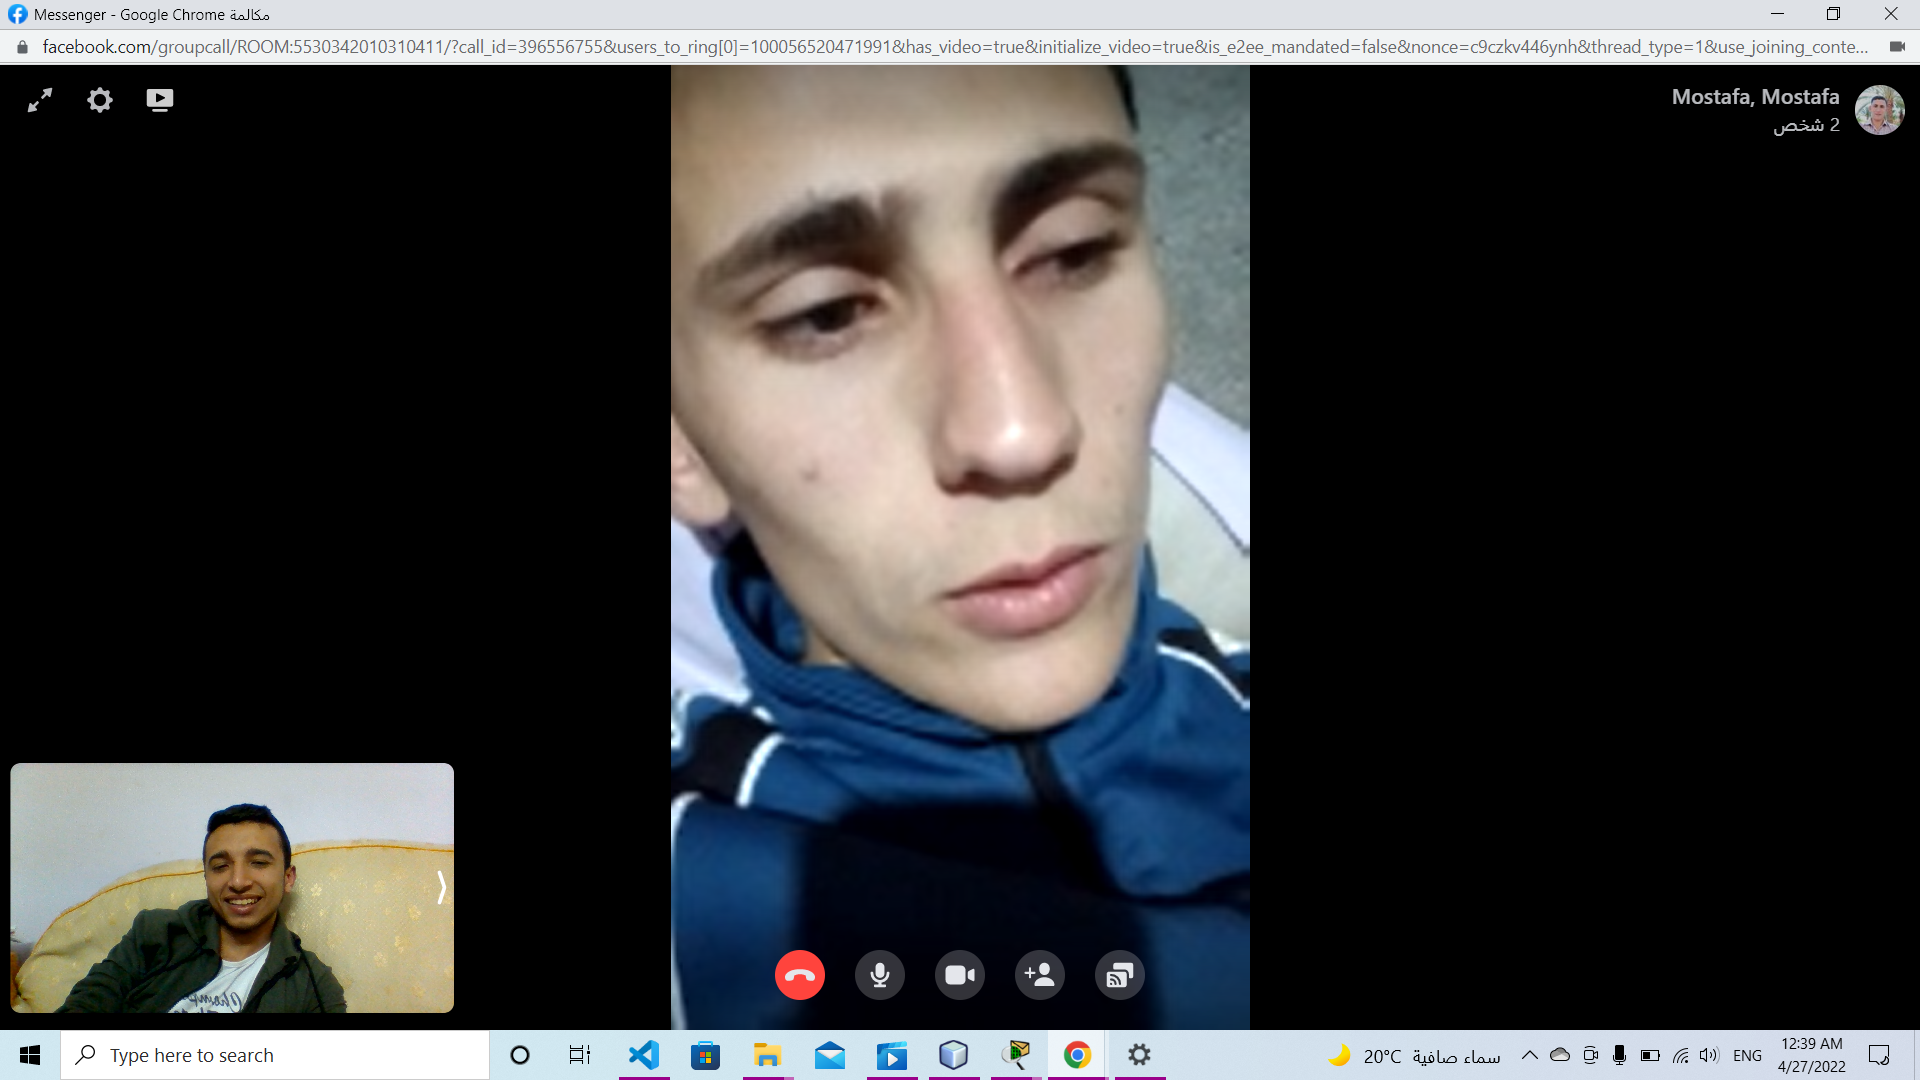 Messenger - Google Chrome مكالمة
facebook.com/groupcall/ROOM:5530342010310411/?call_id=396556755&users_to_ring[0]=100056520471991&has_video=true&initialize_video=true&is_e2ee_mandated=false&nonce=c9czkv446ynh&thread_type=1&use_joining_conte...
Mostafa, Mostafa
2 شخص
Type here to search
20°C سماء صافية
ENG
12:39 AM
4/27/2022